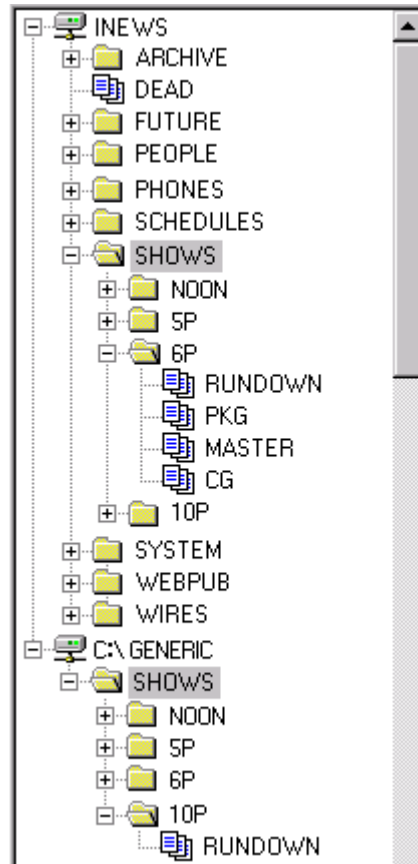 INEWS
ARCHIVE
DEAD
FUTURE
PEOPLE
PHONES
SCHEDULES
SHOWS
NOON
5P
6P
RUNDOWN
PKG
MASTER
CG
10P
SYSTEM
WEBPUB
WIRES
C:\ GENERIC
SHOWS
NOON
5P
6P
10P
RUNDOWN